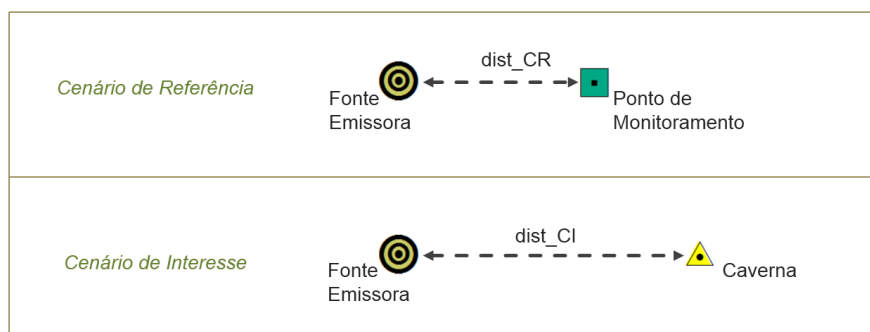 dist_CR
Cenário de Referência
Fonte
Emissora
Ponto de
Monitoramento
dist_CI
Cenário de Interesse
Fonte
Emissora
Caverna